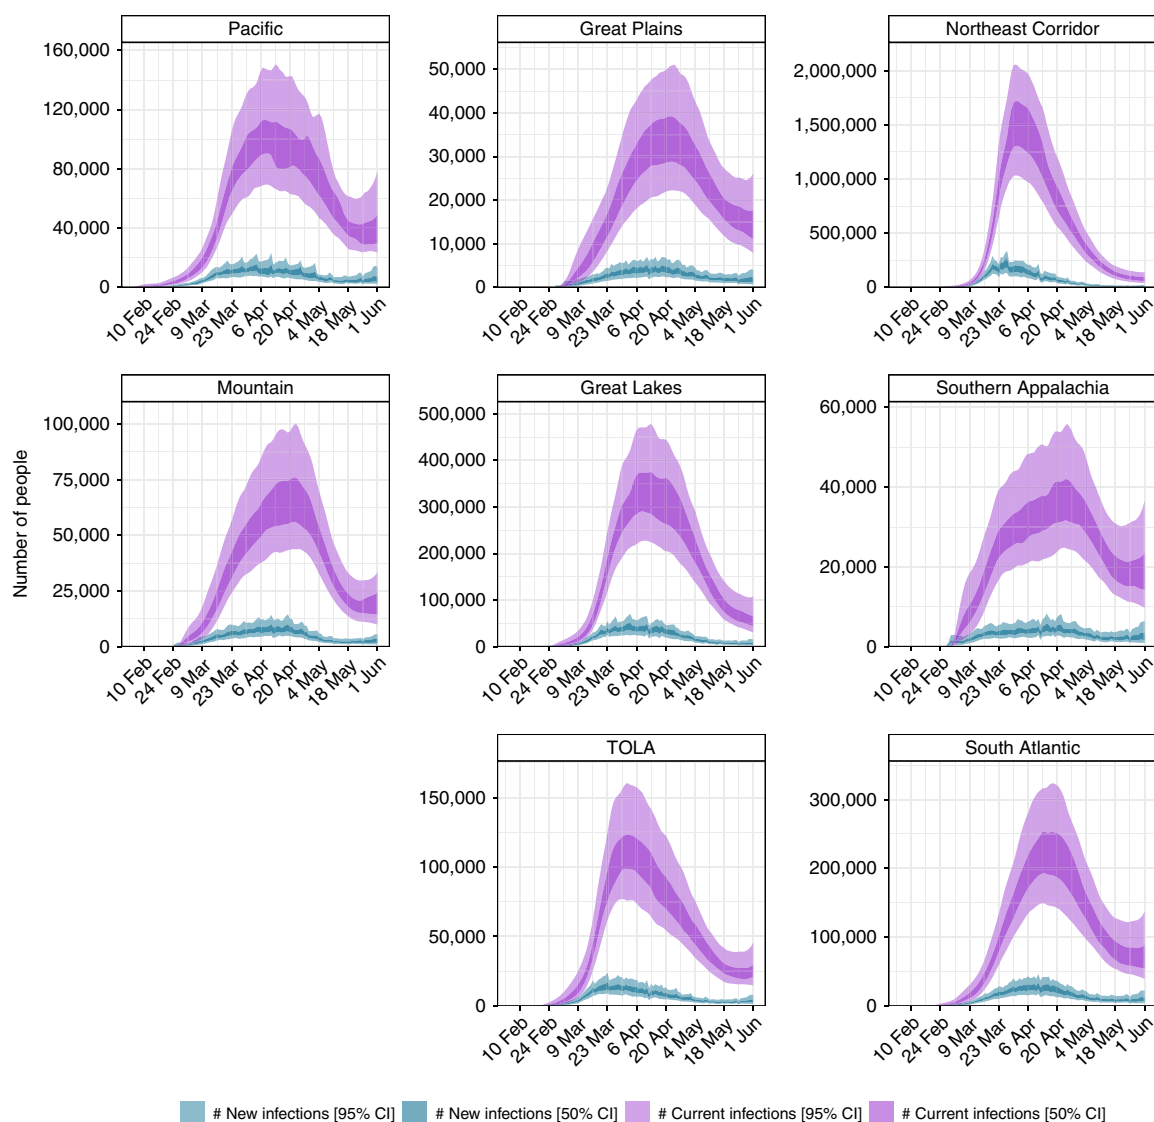 Pacific
160,000
120,000
80,000
40,000
0
10 Feb
24 Feb
9 Mar
23 Mar
6 Apr
20 Apr
4 May
18 May
1 Jun
Great Plains
50,000
40,000
30,000
20,000
10,000
0
10 Feb
24 Feb
9 Mar
23 Mar
6 Apr
20 Apr
4 May
18 May
1 Jun
Northeast Corridor
2,000,000
1,500,000
1,000,000
500,000
0
10 Feb
24 Feb
9 Mar
23 Mar
6 Apr
20 Apr
4 May
18 May
1 Jun
Number of people
Mountain
100,000
75,000
50,000
25,000
0
10 Feb
24 Feb
9 Mar
23 Mar
6 Apr
20 Apr
4 May
18 May
1 Jun
Great Lakes
500,000
400,000
300,000
200,000
100,000
0
10 Feb
24 Feb
9 Mar
23 Mar
6 Apr
20 Apr
4 May
18 May
1 Jun
Southern Appalachia
60,000
40,000
20,000
0
10 Feb
24 Feb
9 Mar
23 Mar
6 Apr
20 Apr
4 May
18 May
1 Jun
TOLA
150,000
100,000
50,000
0
10 Feb
24 Feb
9 Mar
23 Mar
6 Apr
20 Apr
4 May
18 May
1 Jun
South Atlantic
300,000
200,000
100,000
0
10 Feb
24 Feb
9 Mar
23 Mar
6 Apr
20 Apr
4 May
18 May
1 Jun
# New infections [95% CI] # New infections [50% CI] # Current infections [95% CI] # Current infections [50% CI]